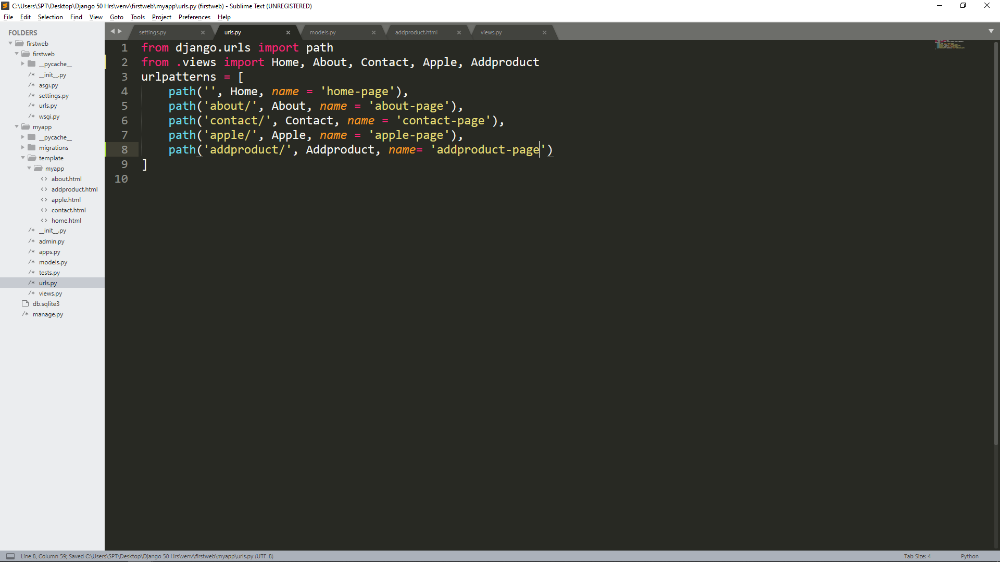 C:\Users\SPT\Desktop\Django 50 Hrs\venv\firstweb\myapp\urls.py (firstweb) - Sublime Text (UNREGISTERED)
File Edit Selection Find View Goto Tools Project Preferences Help
FOLDERS
firstweb
firstweb
__pycache__
/* __init__.py
/* asgi.py
/* settings.py
/* urls.py
/* wsgi.py
myapp
__pycache__
migrations
template
myapp
<> about.html
<> addproduct.html
<> apple.html
<> contact.html
<> home.html
/* __init__.py
/* admin.py
/* apps.py
/* models.py
/* tests.py
/* urls.py
/* views.py
db.sqlite3
/* manage.py
settings.py × urls.py × models.py × addproduct.html × views.py ×
1 from django.urls import path
2 from .views import Home, About, Contact, Apple, Addproduct
3 urlpatterns = [
4     path('', Home, name = 'home-page'),
5     path('about/', About, name = 'about-page'),
6     path('contact/', Contact, name = 'contact-page'),
7     path('apple/', Apple, name = 'apple-page'),
8     path('addproduct/', Addproduct, name= 'addproduct-page')
9 ]
10
Line 8, Column 59; Saved C:\Users\SPT\Desktop\Django 50 Hrs\venv\firstweb\myapp\urls.py (UTF-8)
Tab Size: 4
Python